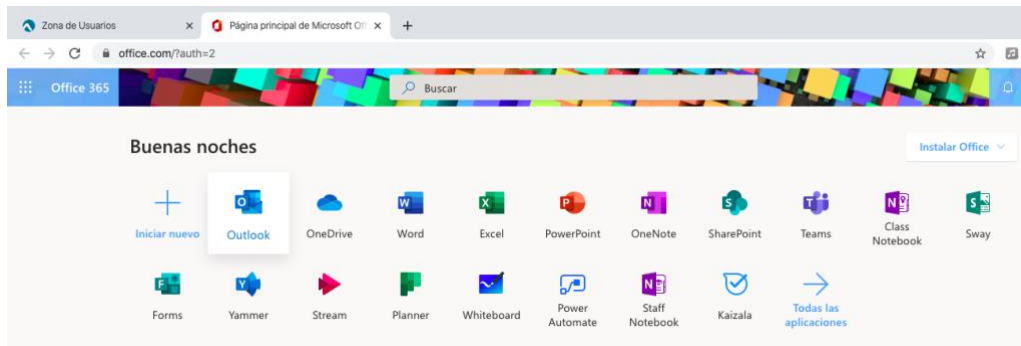 Zona de Usuarios
Página principal de Microsoft Off
office.com/?auth=2
Office 365
Buscar
Buenas noches
Instalar Office
Iniciar nuevo
Outlook
OneDrive
Word
Excel
PowerPoint
OneNote
SharePoint
Teams
Class
Notebook
Sway
Forms
Yammer
Stream
Planner
Whiteboard
Power
Automate
Staff
Notebook
Kaizala
Todas las
aplicaciones